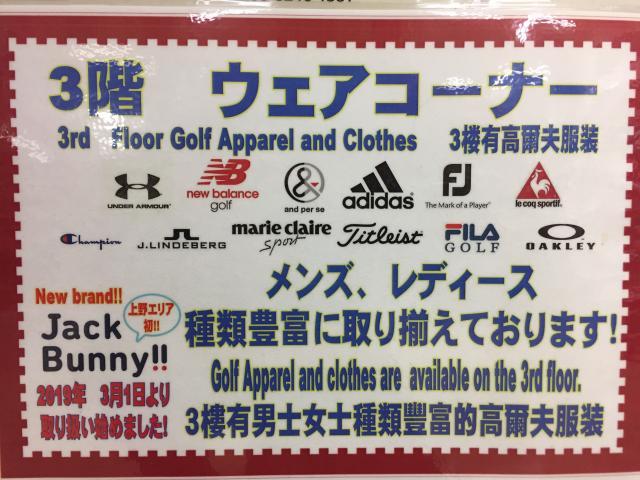 3階 ウェアコーナー
3rd Floor Golf Apparel and Clothes 3楼有高爾夫服装
UNDER ARMOUR
new balance
golf
&
and per se
adidas
FJ
The Mark of a Player
le coq sportif
Champion
J.LINDEBERG
marie claire
sport
Titleist
FILA
GOLF
OAKLEY
メンズ、レディース
種類豊富に取り揃えております!
New brand!!
上野エリア
初!!
Jack
Bunny!!
2019年 3月1日より
取り扱い始めました!
Golf Apparel and clothes are available on the 3rd floor.
3樓有男士女士種類豐富的高爾夫服装